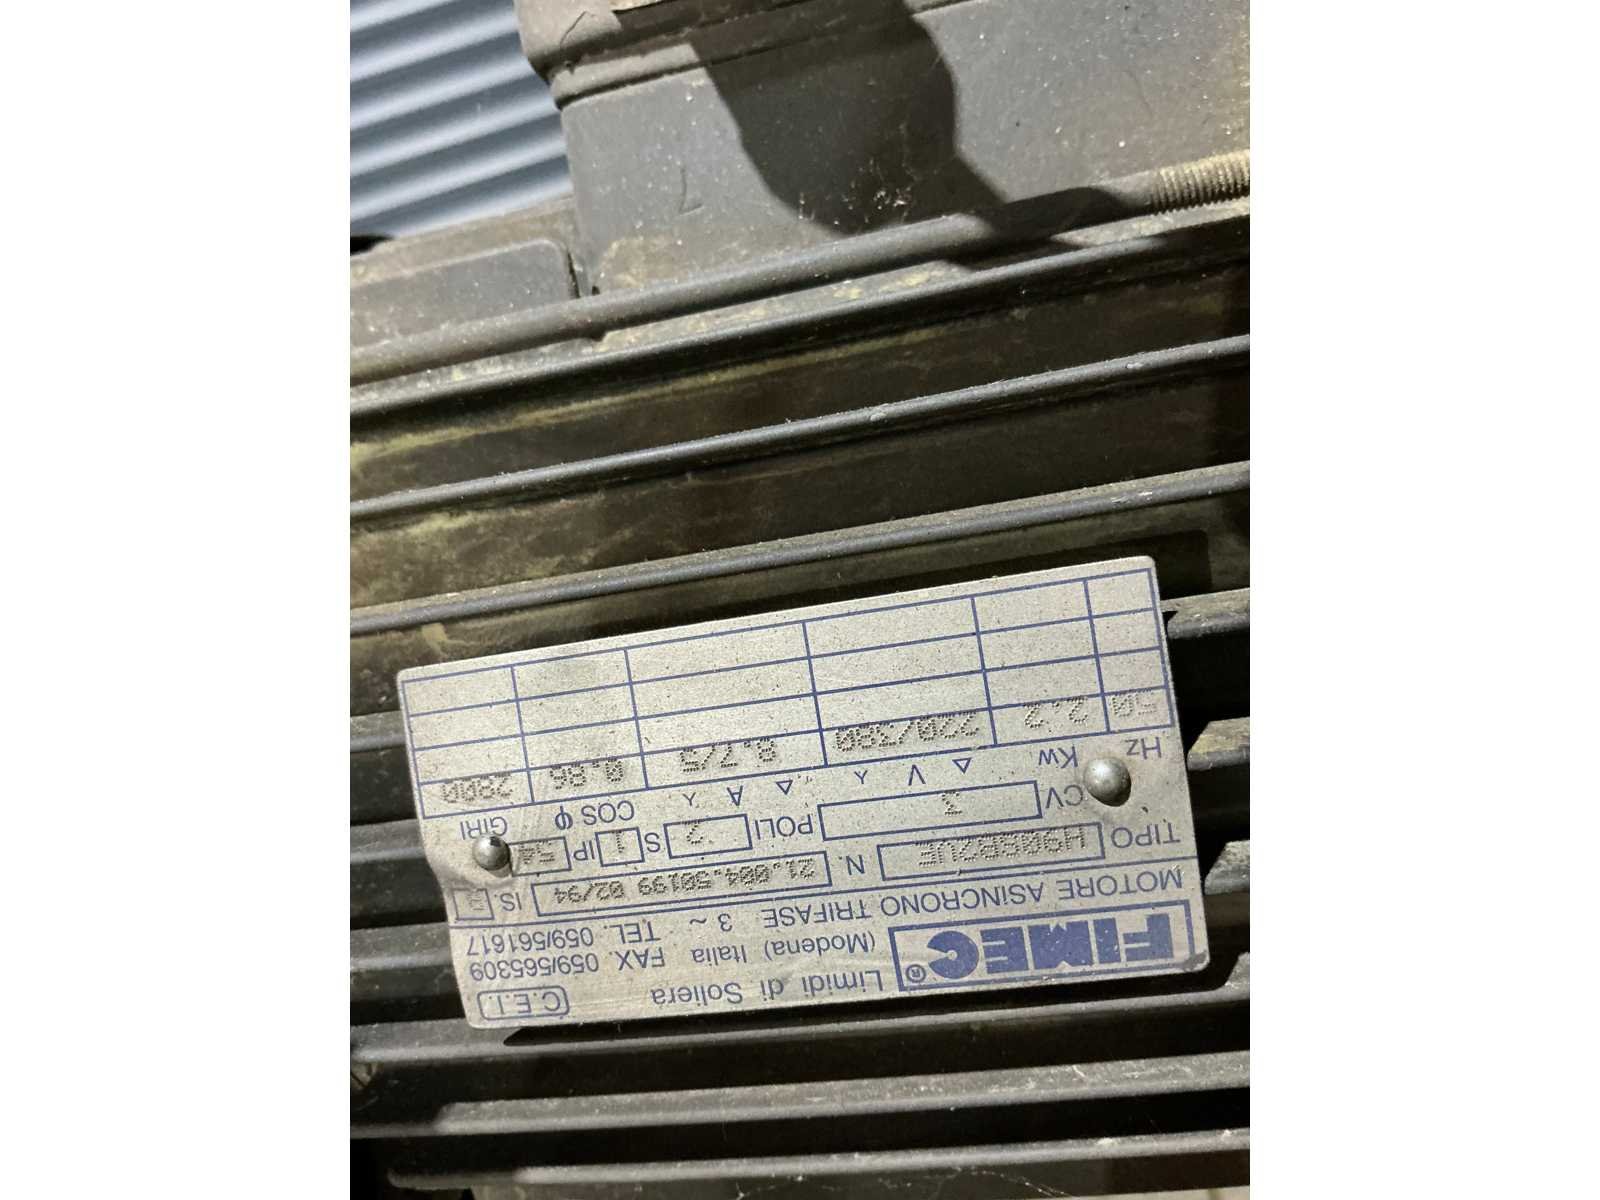 FIMEC® Limidi di Soliera C.E.I.
(Modena) Italia FAX. 059/565309
MOTORE ASINCRONO TRIFASE 3 ~ TEL. 059/561617
TIPO N. 21.004.50199 02/94 IS.
CV 3 POLI 2 S 1 IP 54
Hz Kw △ V ⅄ △ A ⅄ COS φ GIRI
50 2.2 220/380 8.7/5 0.86 2800